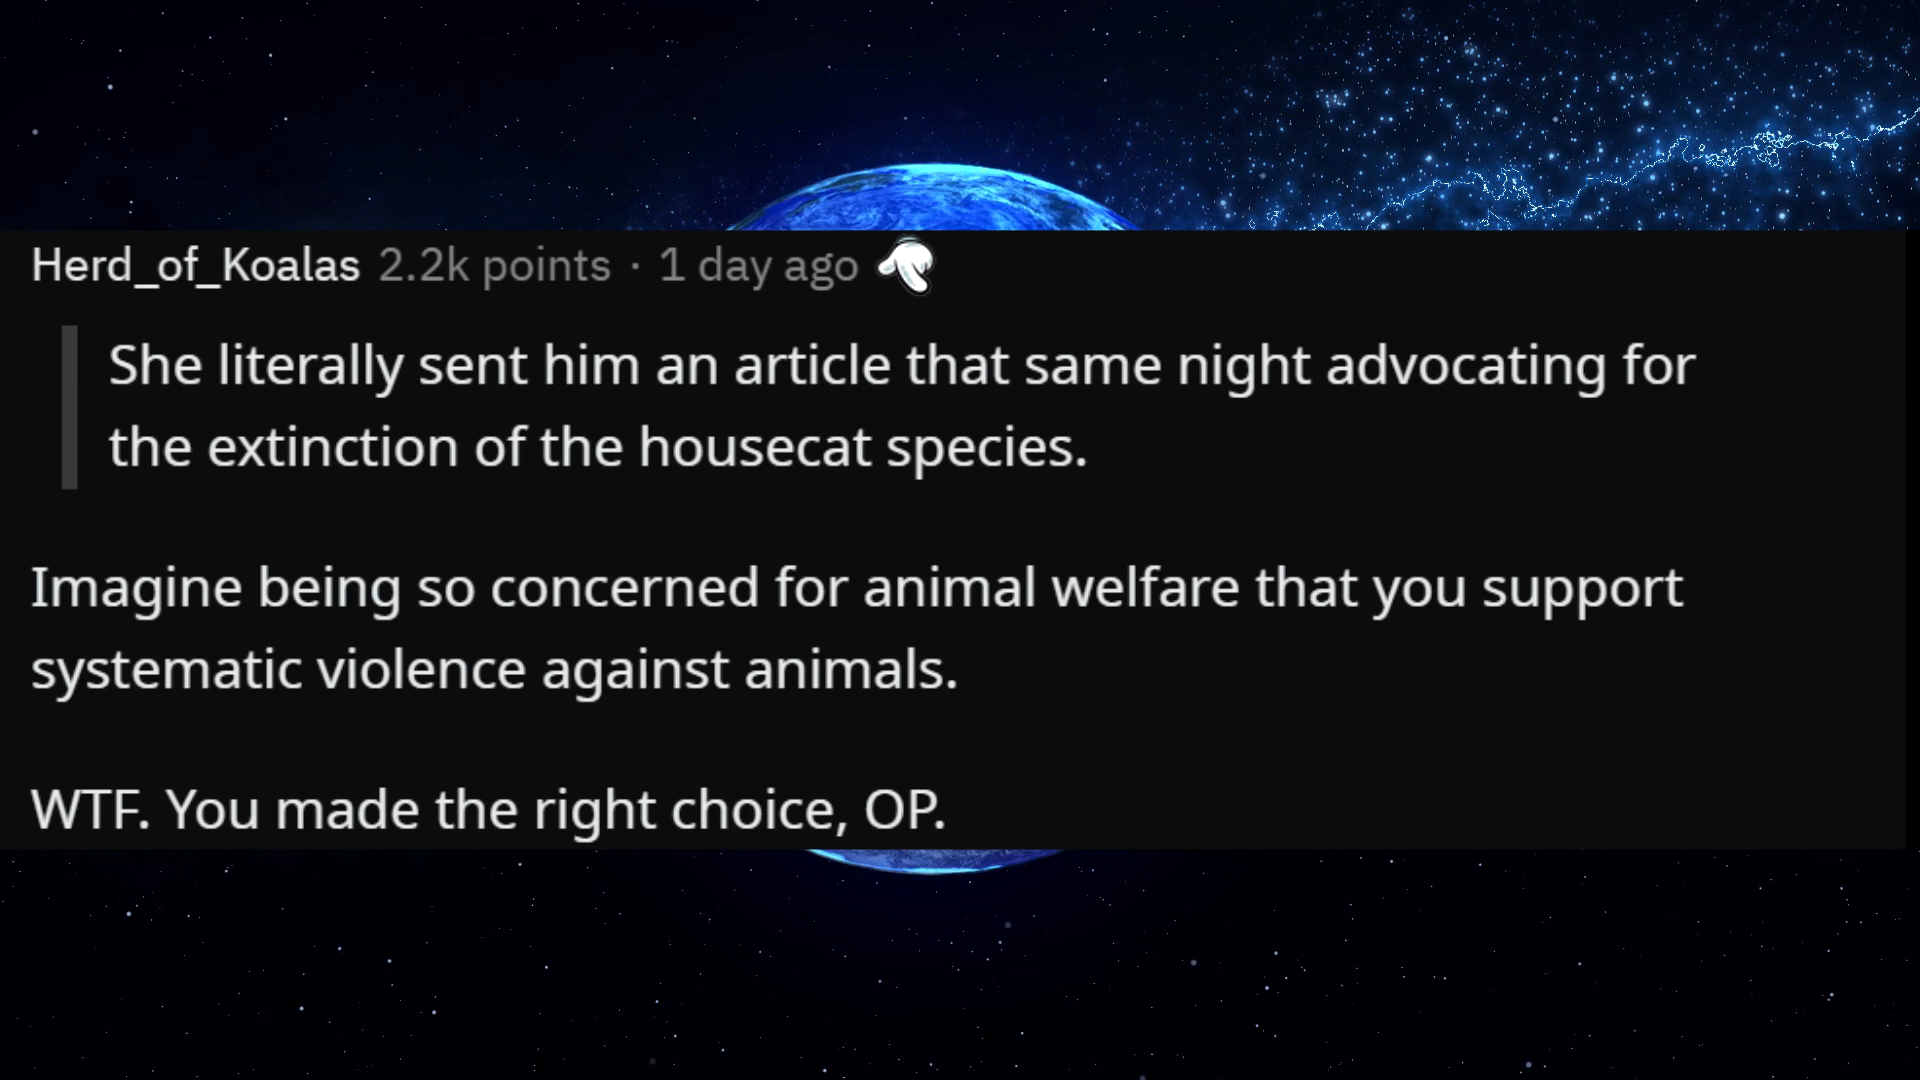 Herd_of_Koalas 2.2k points · 1 day ago
She literally sent him an article that same night advocating for
the extinction of the housecat species.
Imagine being so concerned for animal welfare that you support
systematic violence against animals.
WTF. You made the right choice, OP.